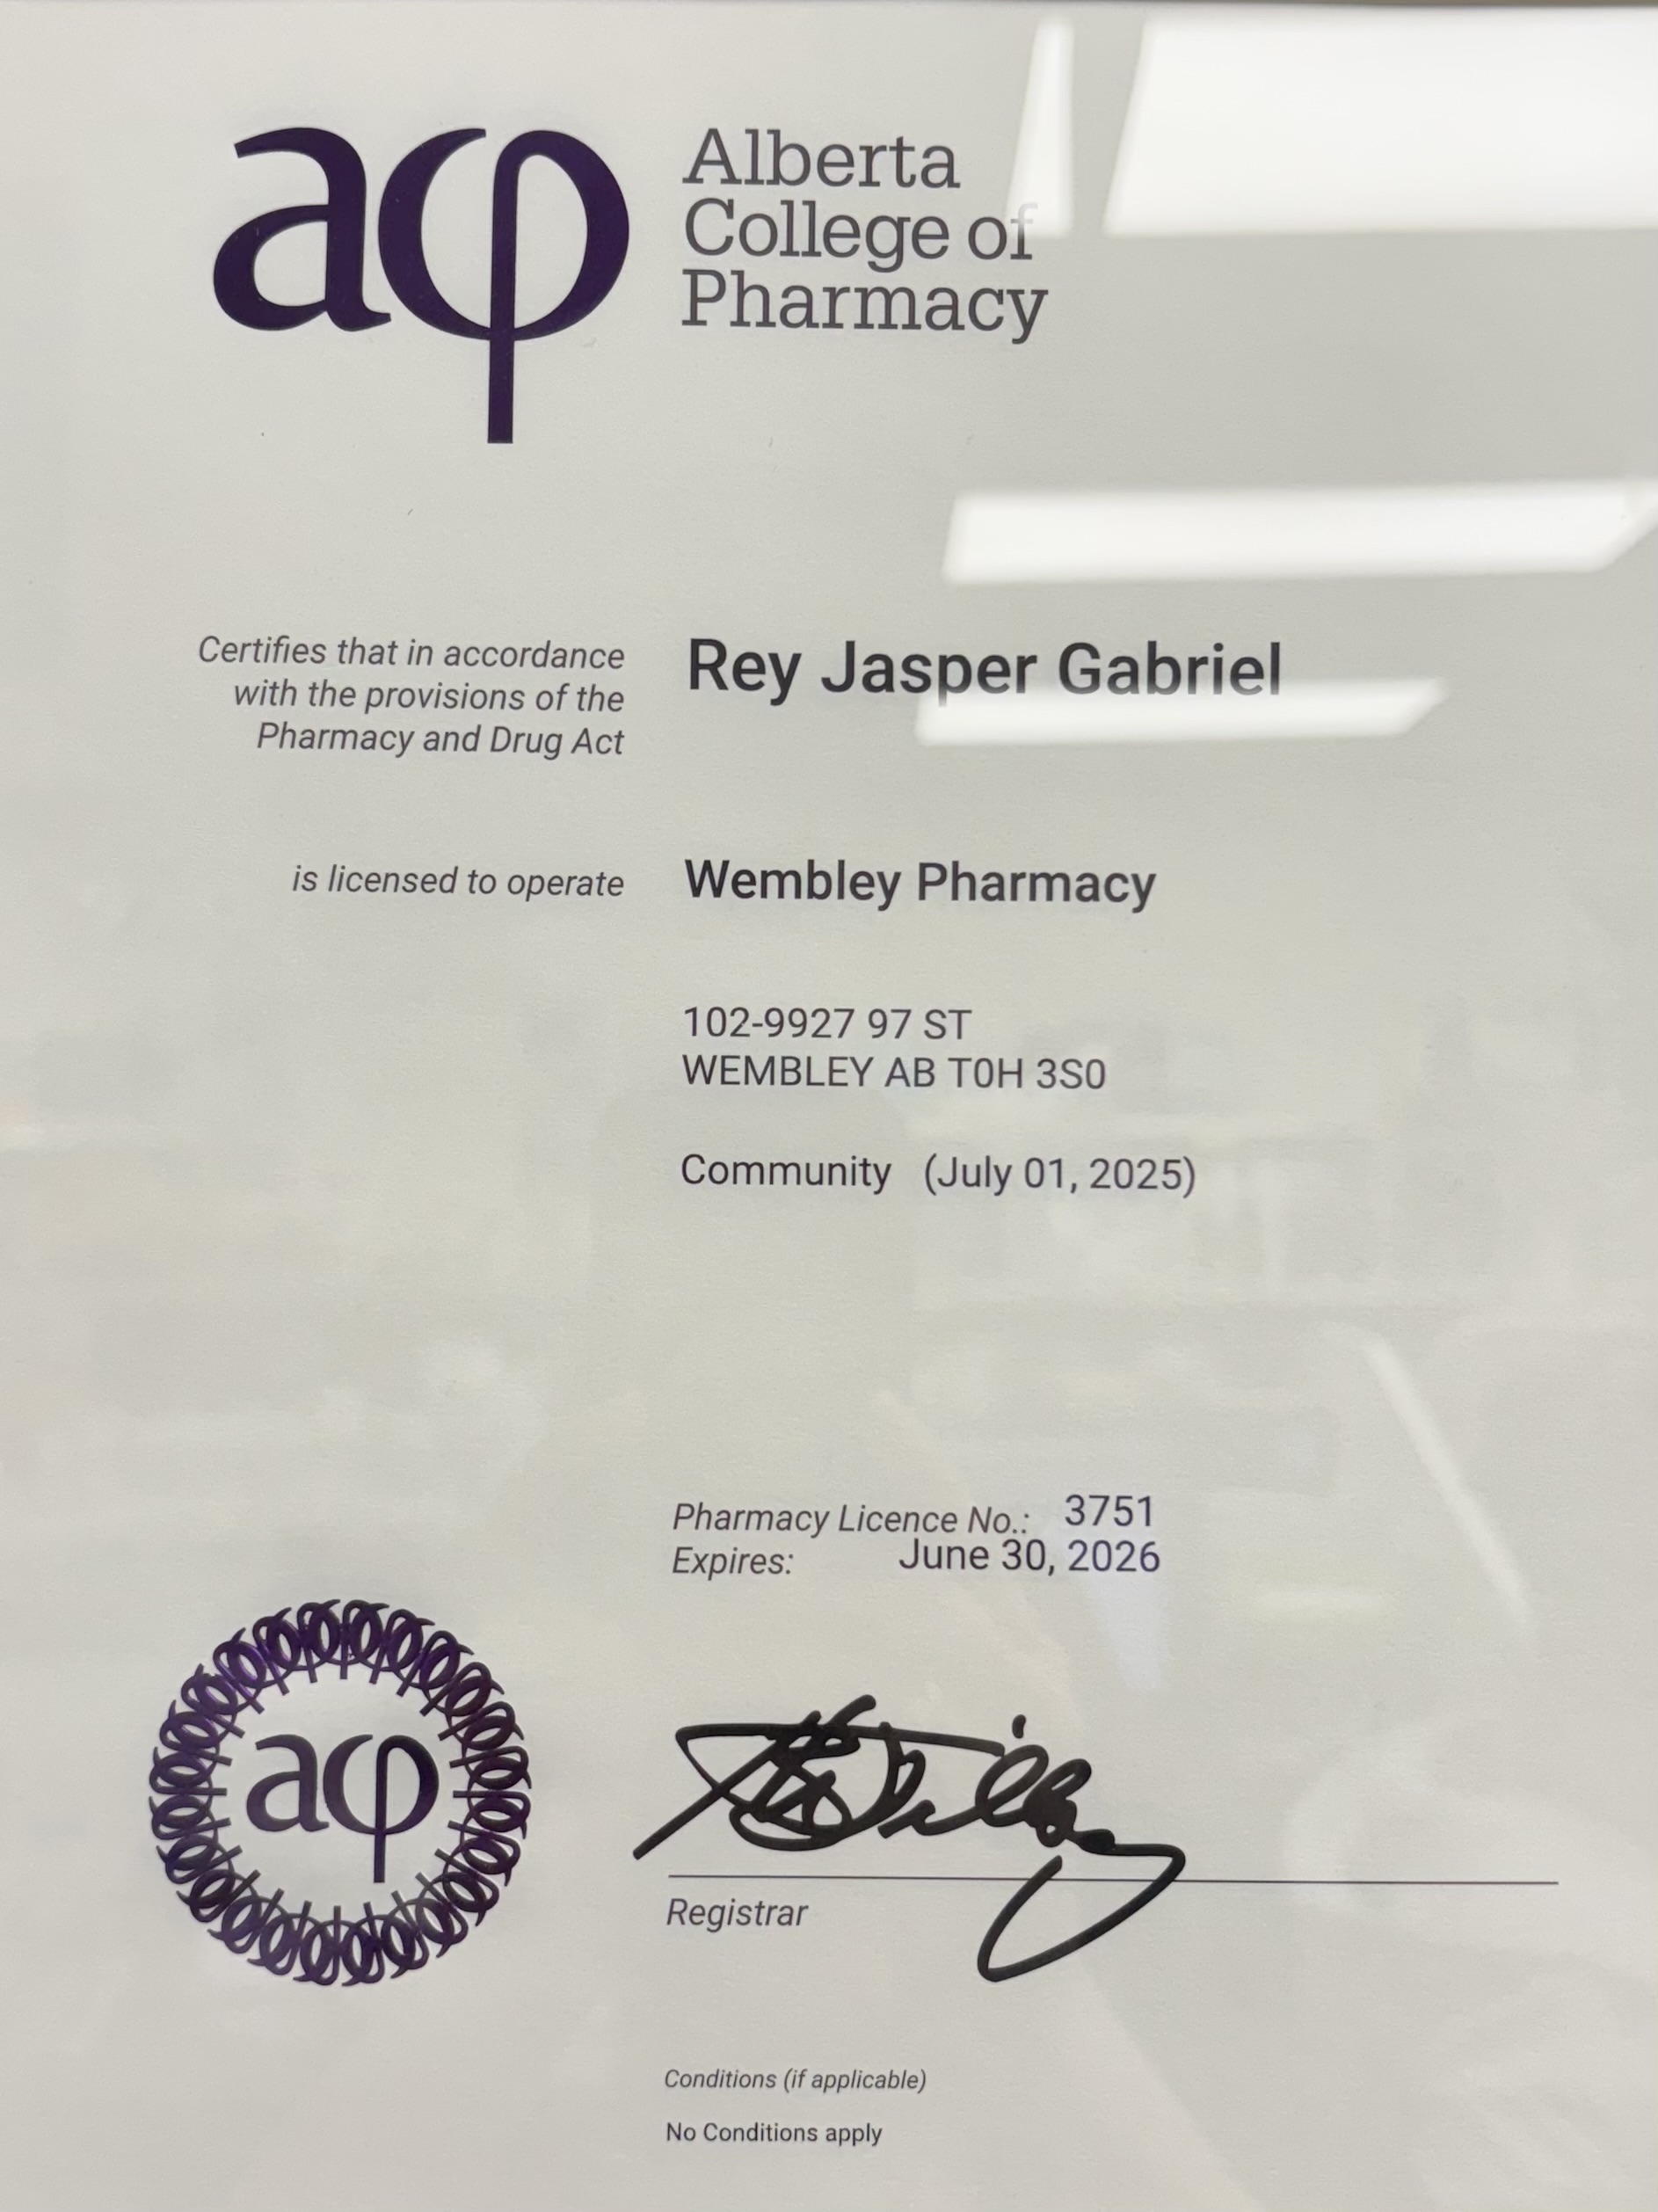 acp
Alberta
College of
Pharmacy
Certifies that in accordance
with the provisions of the
Pharmacy and Drug Act
Rey Jasper Gabriel
is licensed to operate
Wembley Pharmacy
102-9927 97 ST
WEMBLEY AB T0H 3S0
Community (July 01, 2025)
Pharmacy Licence No.: 3751
Expires: June 30, 2026
acp
Registrar
Conditions (if applicable)
No Conditions apply